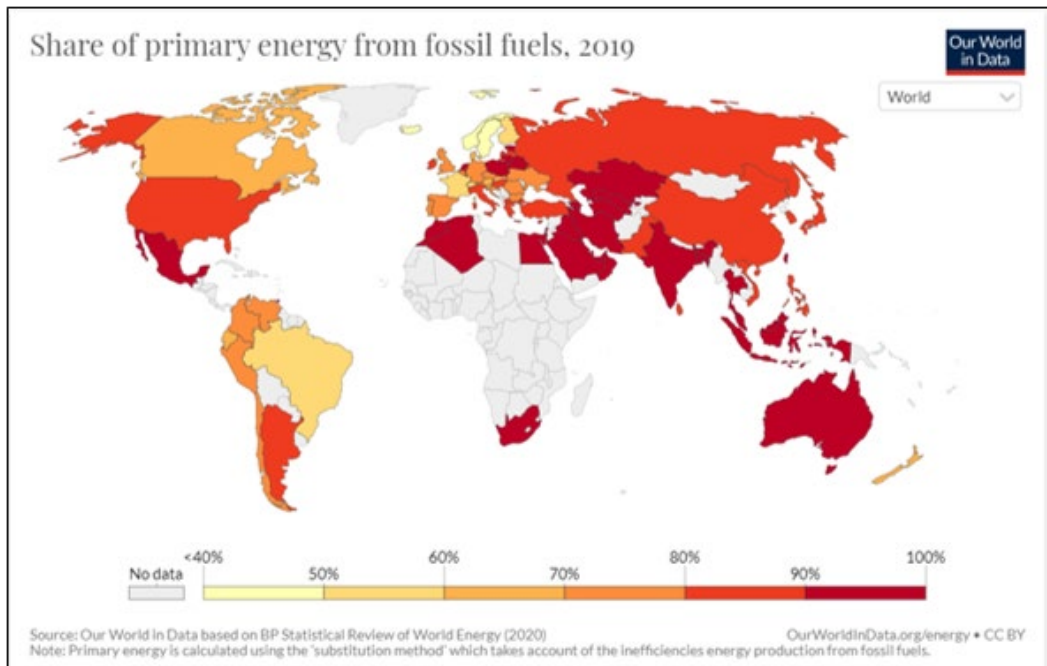 Share of primary energy from fossil fuels, 2019
Our World
in Data
World
No data
<40%
50%
60%
70%
80%
90%
100%
Source: Our World in Data based on BP Statistical Review of World Energy (2020)
OurWorldInData.org/energy • CC BY
Note: Primary energy is calculated using the 'substitution method' which takes account of the inefficiencies energy production from fossil fuels.